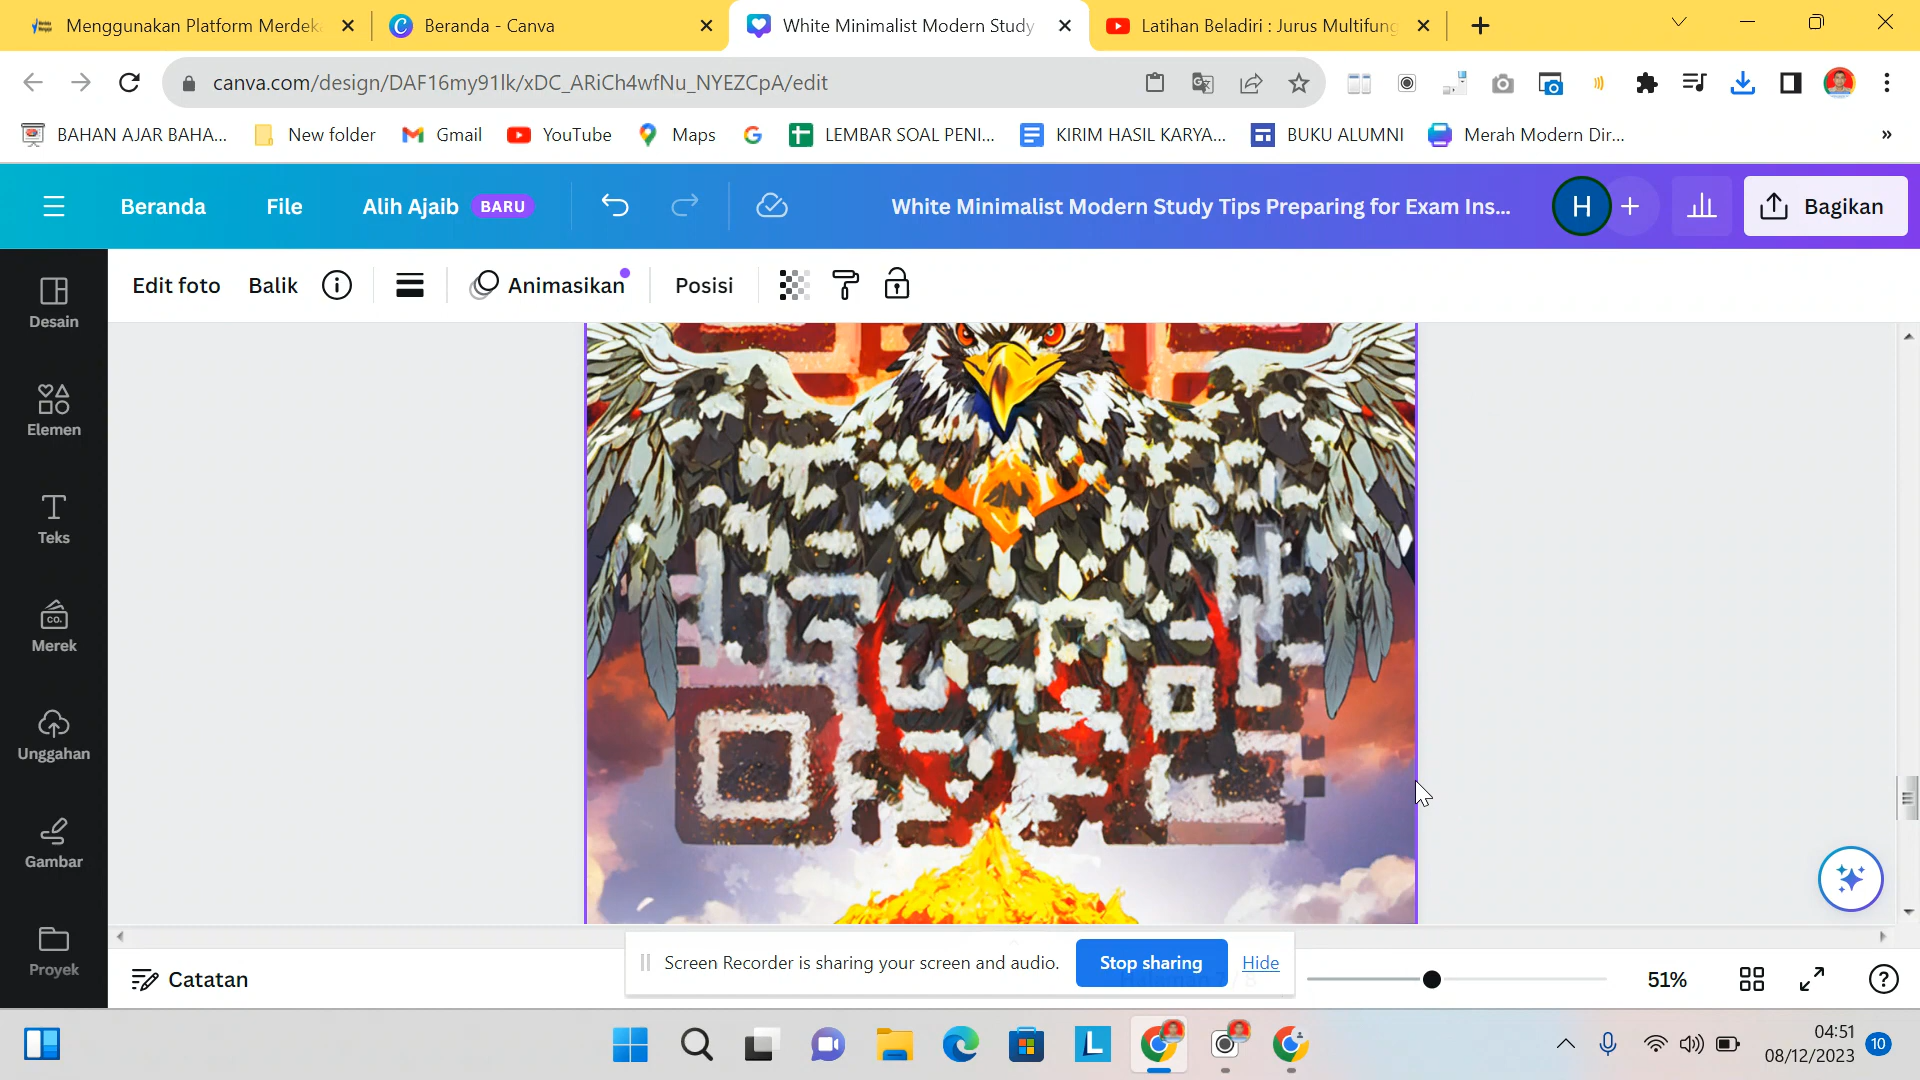 Menggunakan Platform Merdek
Beranda - Canva
White Minimalist Modern Study
Latihan Beladiri : Jurus Multifung
canva.com/design/DAF16my91lk/xDC_ARiCh4wfNu_NYEZCpA/edit
BAHAN AJAR BAHA...
New folder
Gmail
YouTube
Maps
LEMBAR SOAL PENI...
KIRIM HASIL KARYA...
BUKU ALUMNI
Merah Modern Dir...
»
Beranda
File
Alih Ajaib BARU
White Minimalist Modern Study Tips Preparing for Exam Ins...
H
Bagikan
Edit foto
Balik
Animasikan
Posisi
Desain
Elemen
Teks
CO.
Merek
Unggahan
Gambar
Proyek
Catatan
Screen Recorder is sharing your screen and audio.
Stop sharing
Hide
51%
04:51
08/12/2023
10